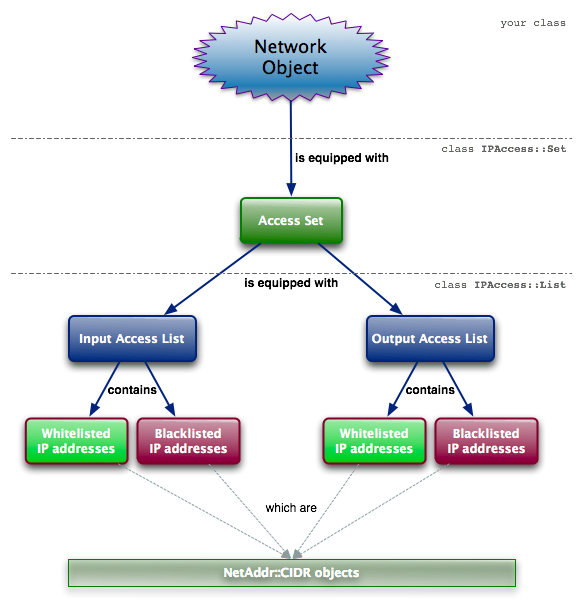 your class
Network
Object
is equipped with
class IPAccess::Set
Access Set
is equipped with
class IPAccess::List
Input Access List
Output Access List
contains
contains
Whitelisted
IP addresses
Blacklisted
IP addresses
Whitelisted
IP addresses
Blacklisted
IP addresses
which are
NetAddr::CIDR objects